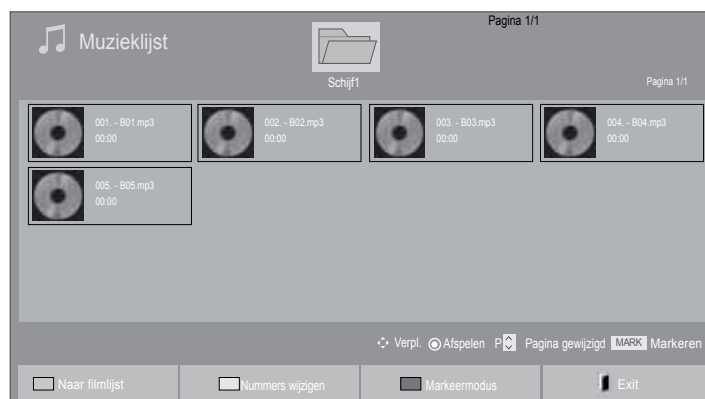 Pagina 1/1
Muzieklijst
Schijf1
Pagina 1/1
001. - B01.mp3
00:00
002. - B02.mp3
00:00
003. - B03.mp3
00:00
004. - B04.mp3
00:00
005. - B05.mp3
00:00
Verpl. Afspelen P Pagina gewijzigd MARK Markeren
Naar filmlijst Nummers wijzigen Markeermodus Exit